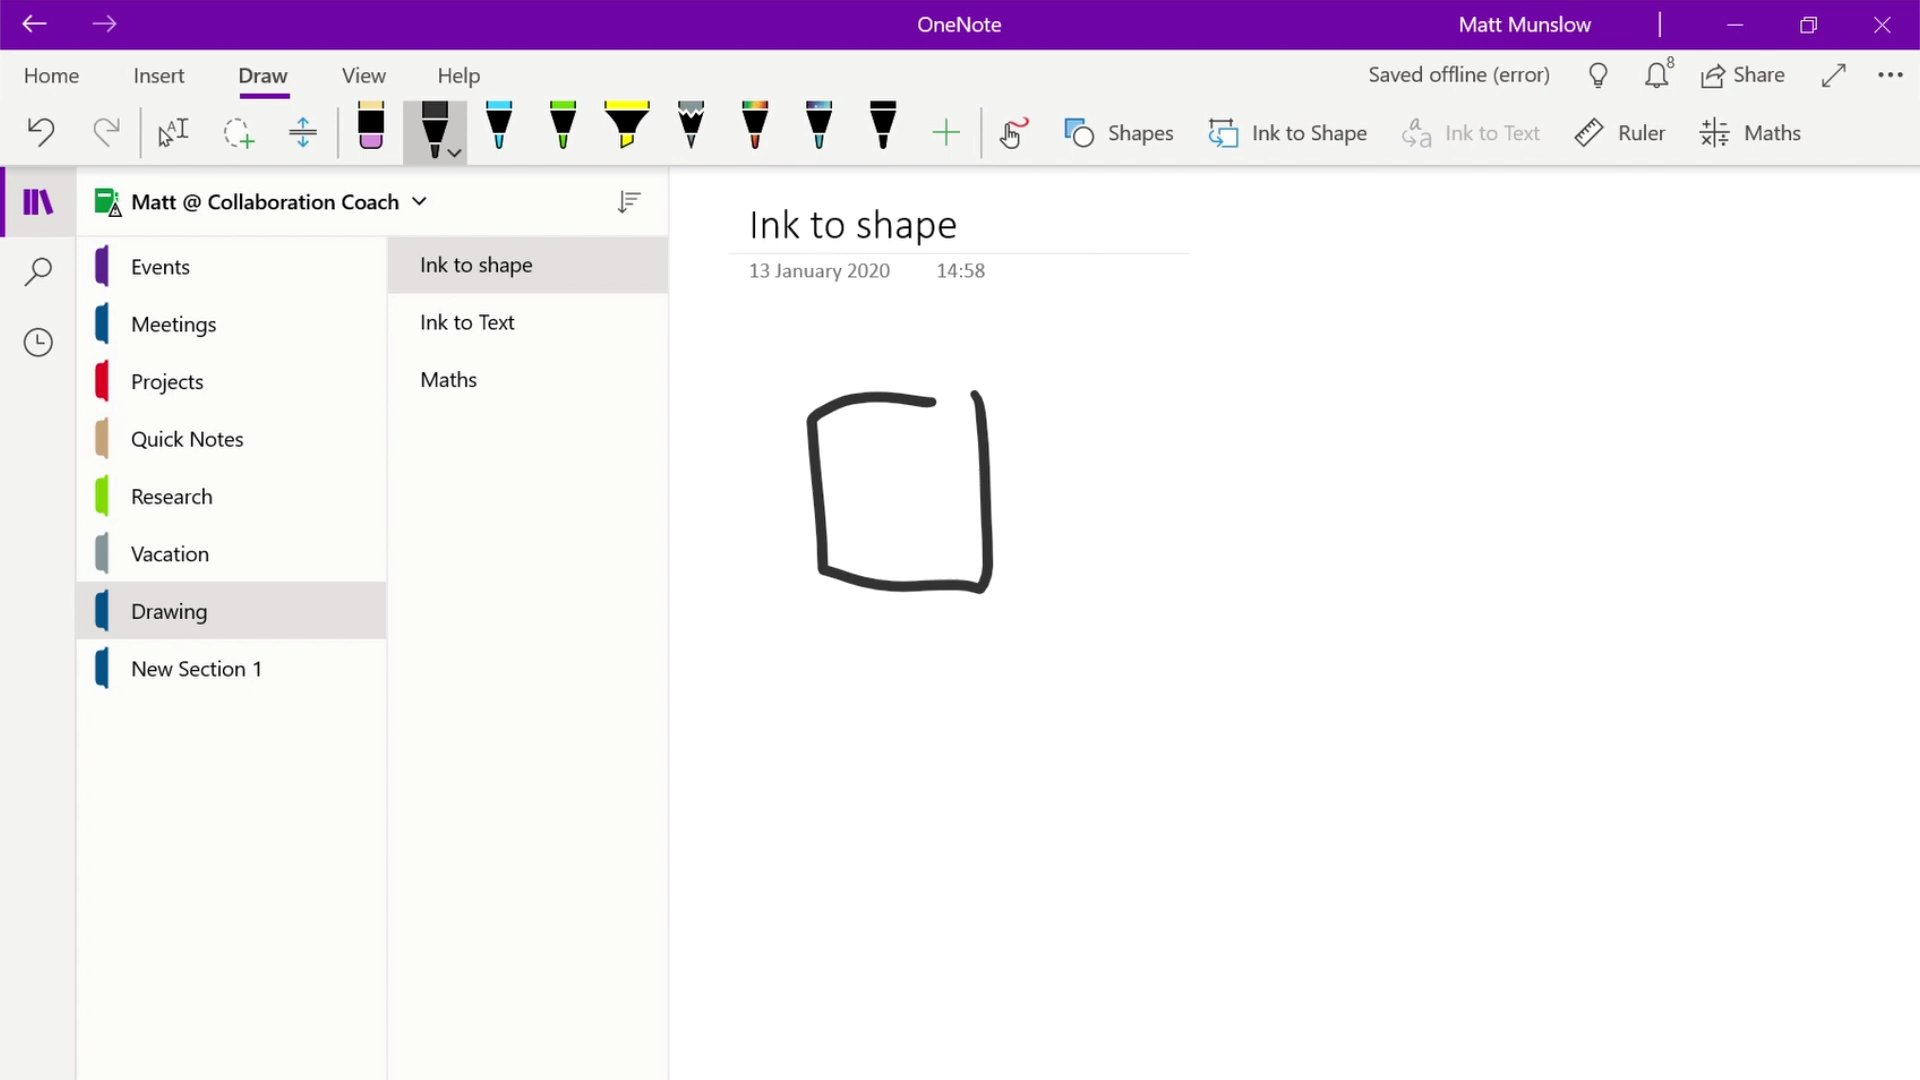 OneNote
Matt Munslow
Home Insert Draw View Help
Saved offline (error)
8
Share
Shapes
Ink to Shape
Ink to Text
Ruler
Maths
Matt @ Collaboration Coach
Events
Meetings
Projects
Quick Notes
Research
Vacation
Drawing
New Section 1
Ink to shape
Ink to Text
Maths
Ink to shape
13 January 2020 14:58